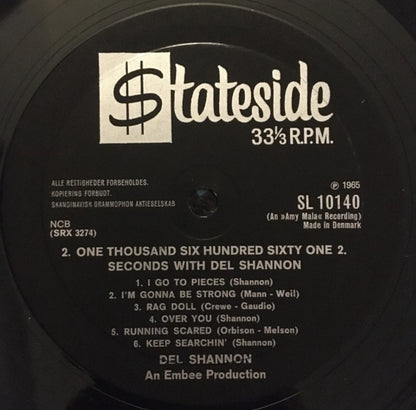 $tateside
33⅓ R.P.M.
ALLE RETTIGHEDER FORBEHOLDES.
KOPIERING FORBUDT.
SKANDINAVISK GRAMMOPHON AKTIESELSKAB
℗ 1965
SL 10140
(An »Amy Mala« Recording)
Made in Denmark
NCB
(SRX 3274)
2. ONE THOUSAND SIX HUNDRED SIXTY ONE 2.
SECONDS WITH DEL SHANNON
1. I GO TO PIECES (Shannon)
2. I'M GONNA BE STRONG (Mann - Weil)
3. RAG DOLL (Crewe - Gaudio)
4. OVER YOU (Shannon)
5. RUNNING SCARED (Orbison - Melson)
6. KEEP SEARCHIN' (Shannon)
DEL SHANNON
An Embee Production